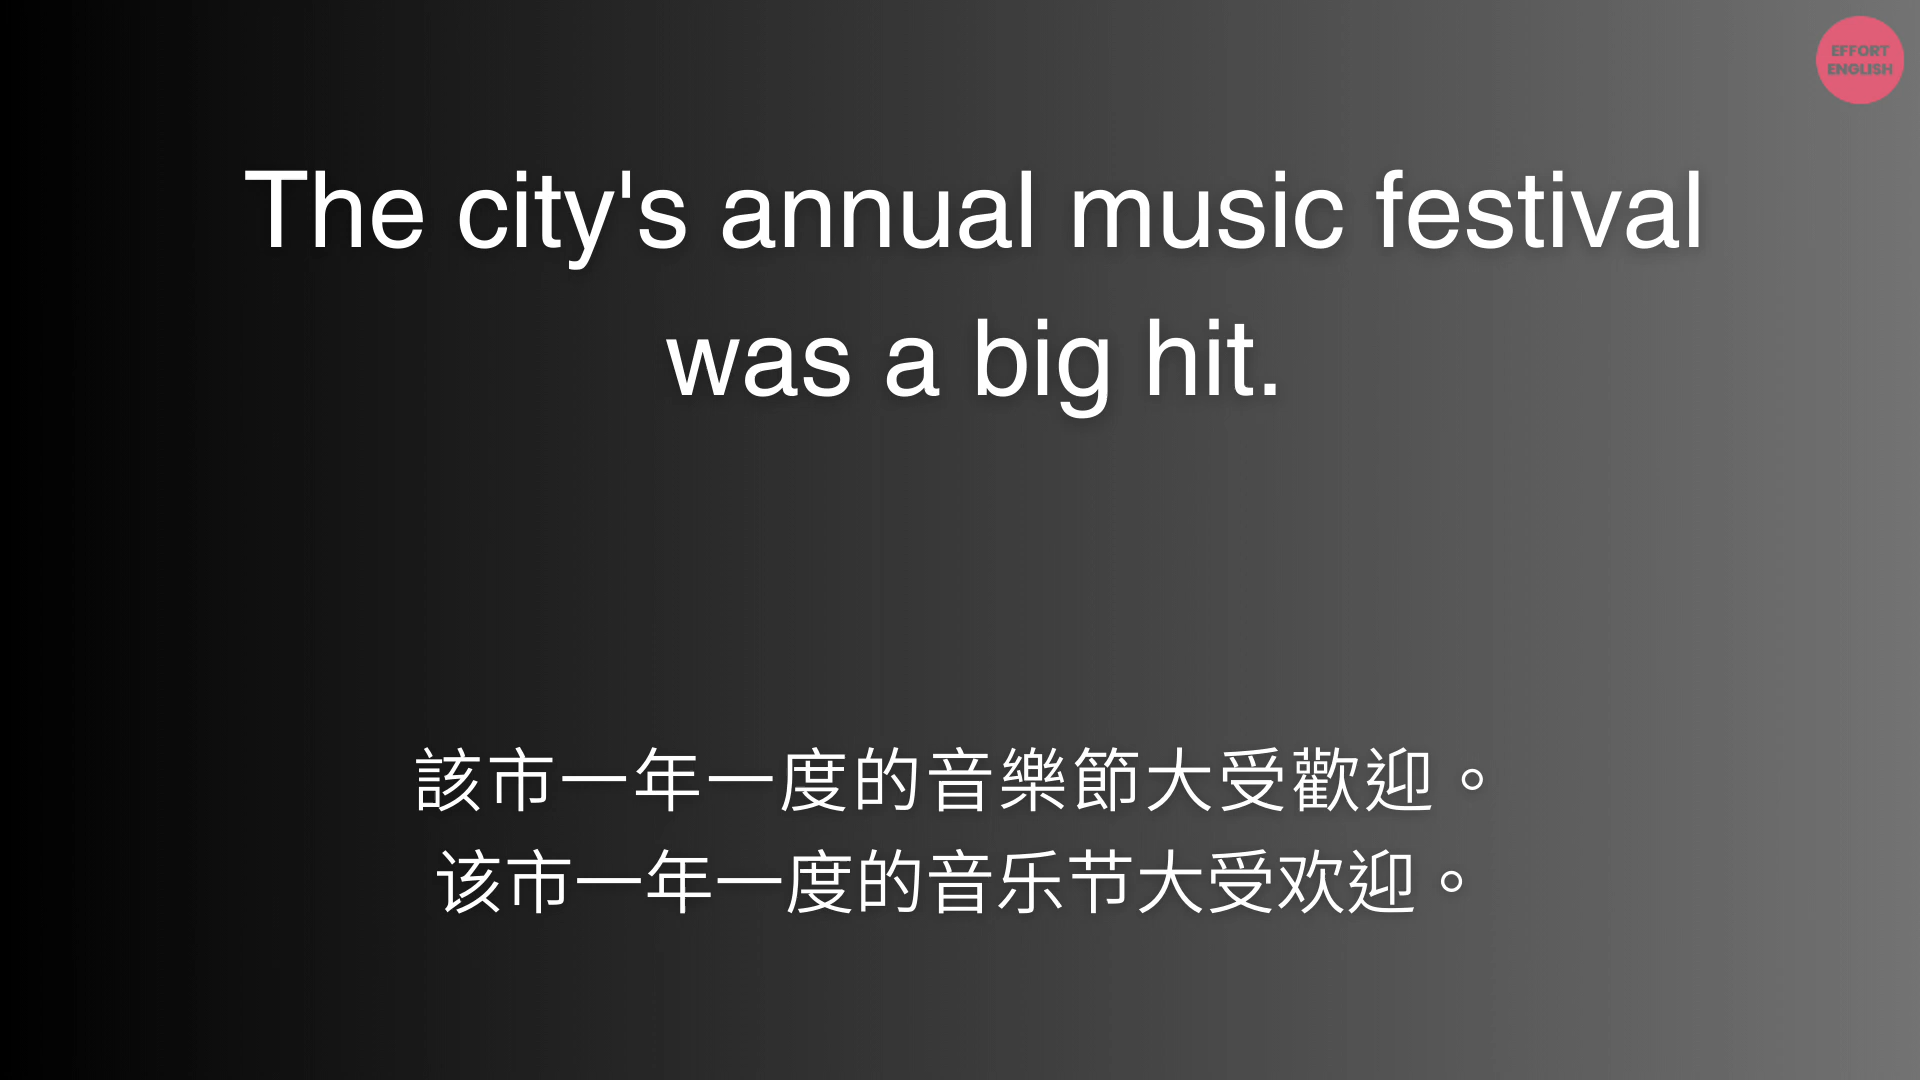 EFFORT
ENGLISH
The city's annual music festival
was a big hit.
該市一年一度的音樂節大受歡迎。
该市一年一度的音乐节大受欢迎。